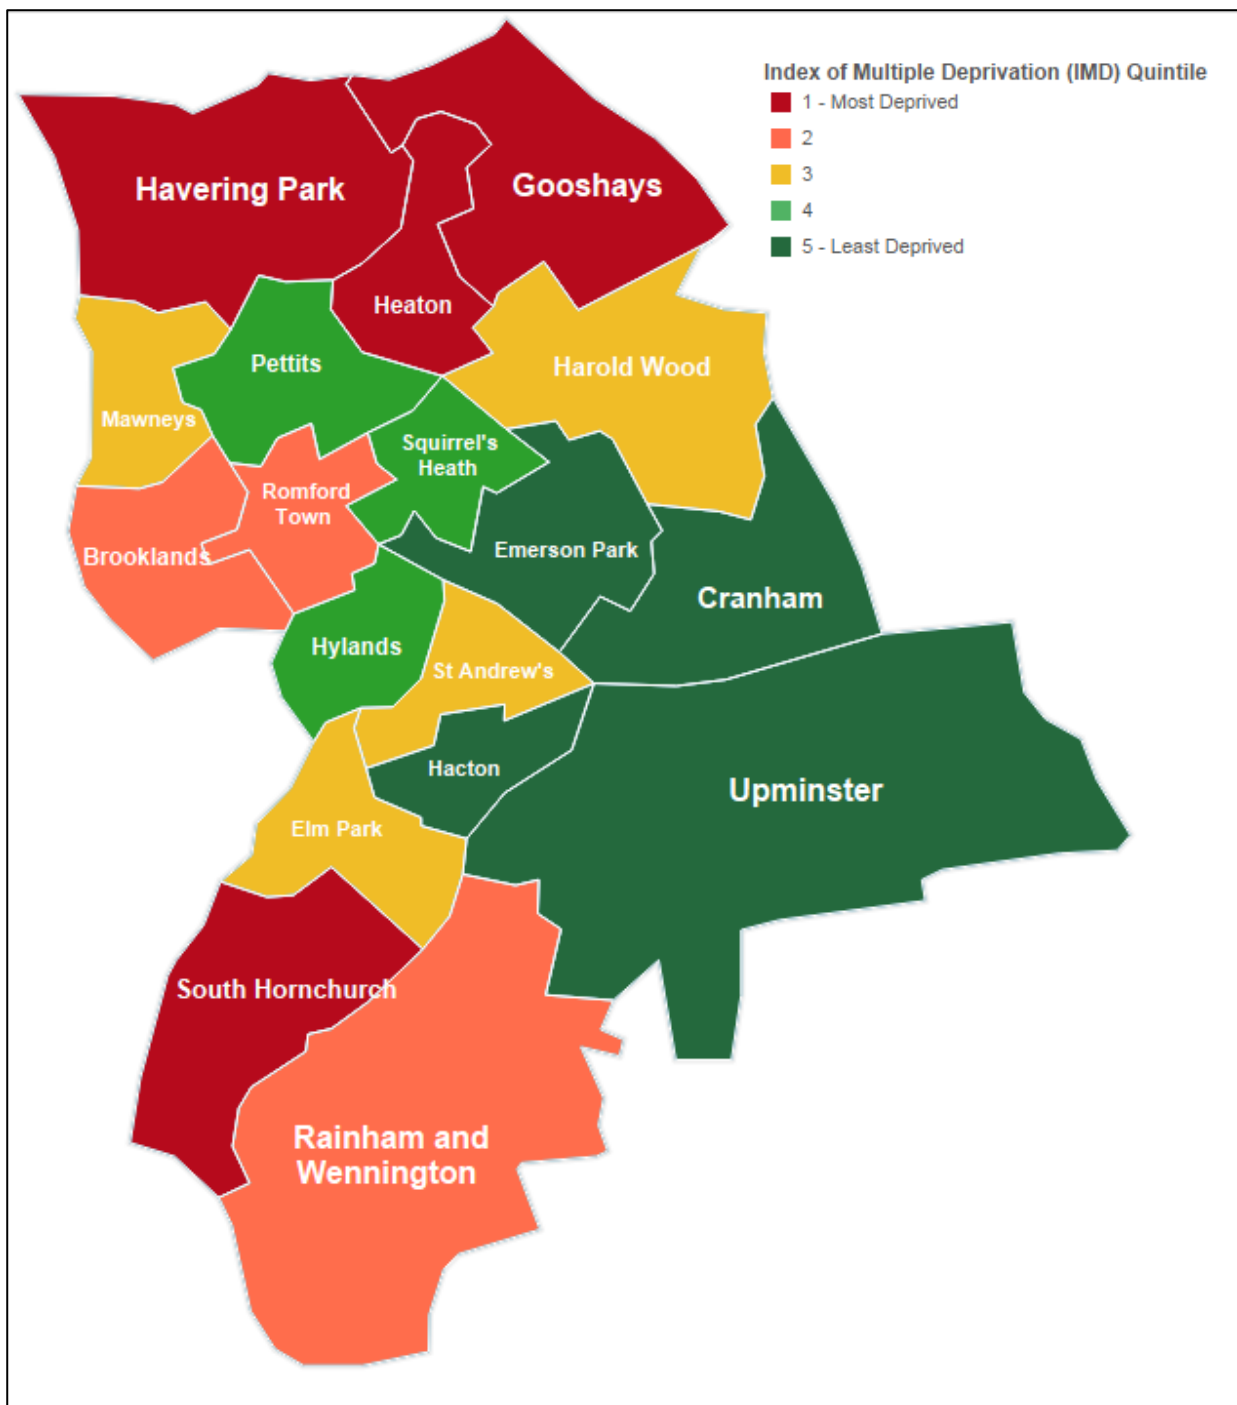 Index of Multiple Deprivation (IMD) Quintile
1 - Most Deprived
2
3
4
5 - Least Deprived
Havering Park
Gooshays
Heaton
Pettits
Harold Wood
Mawneys
Squirrel's
Heath
Romford
Town
Brooklands
Emerson Park
Cranham
Hylands
St Andrew's
Hacton
Upminster
Elm Park
South Hornchurch
Rainham and
Wennington